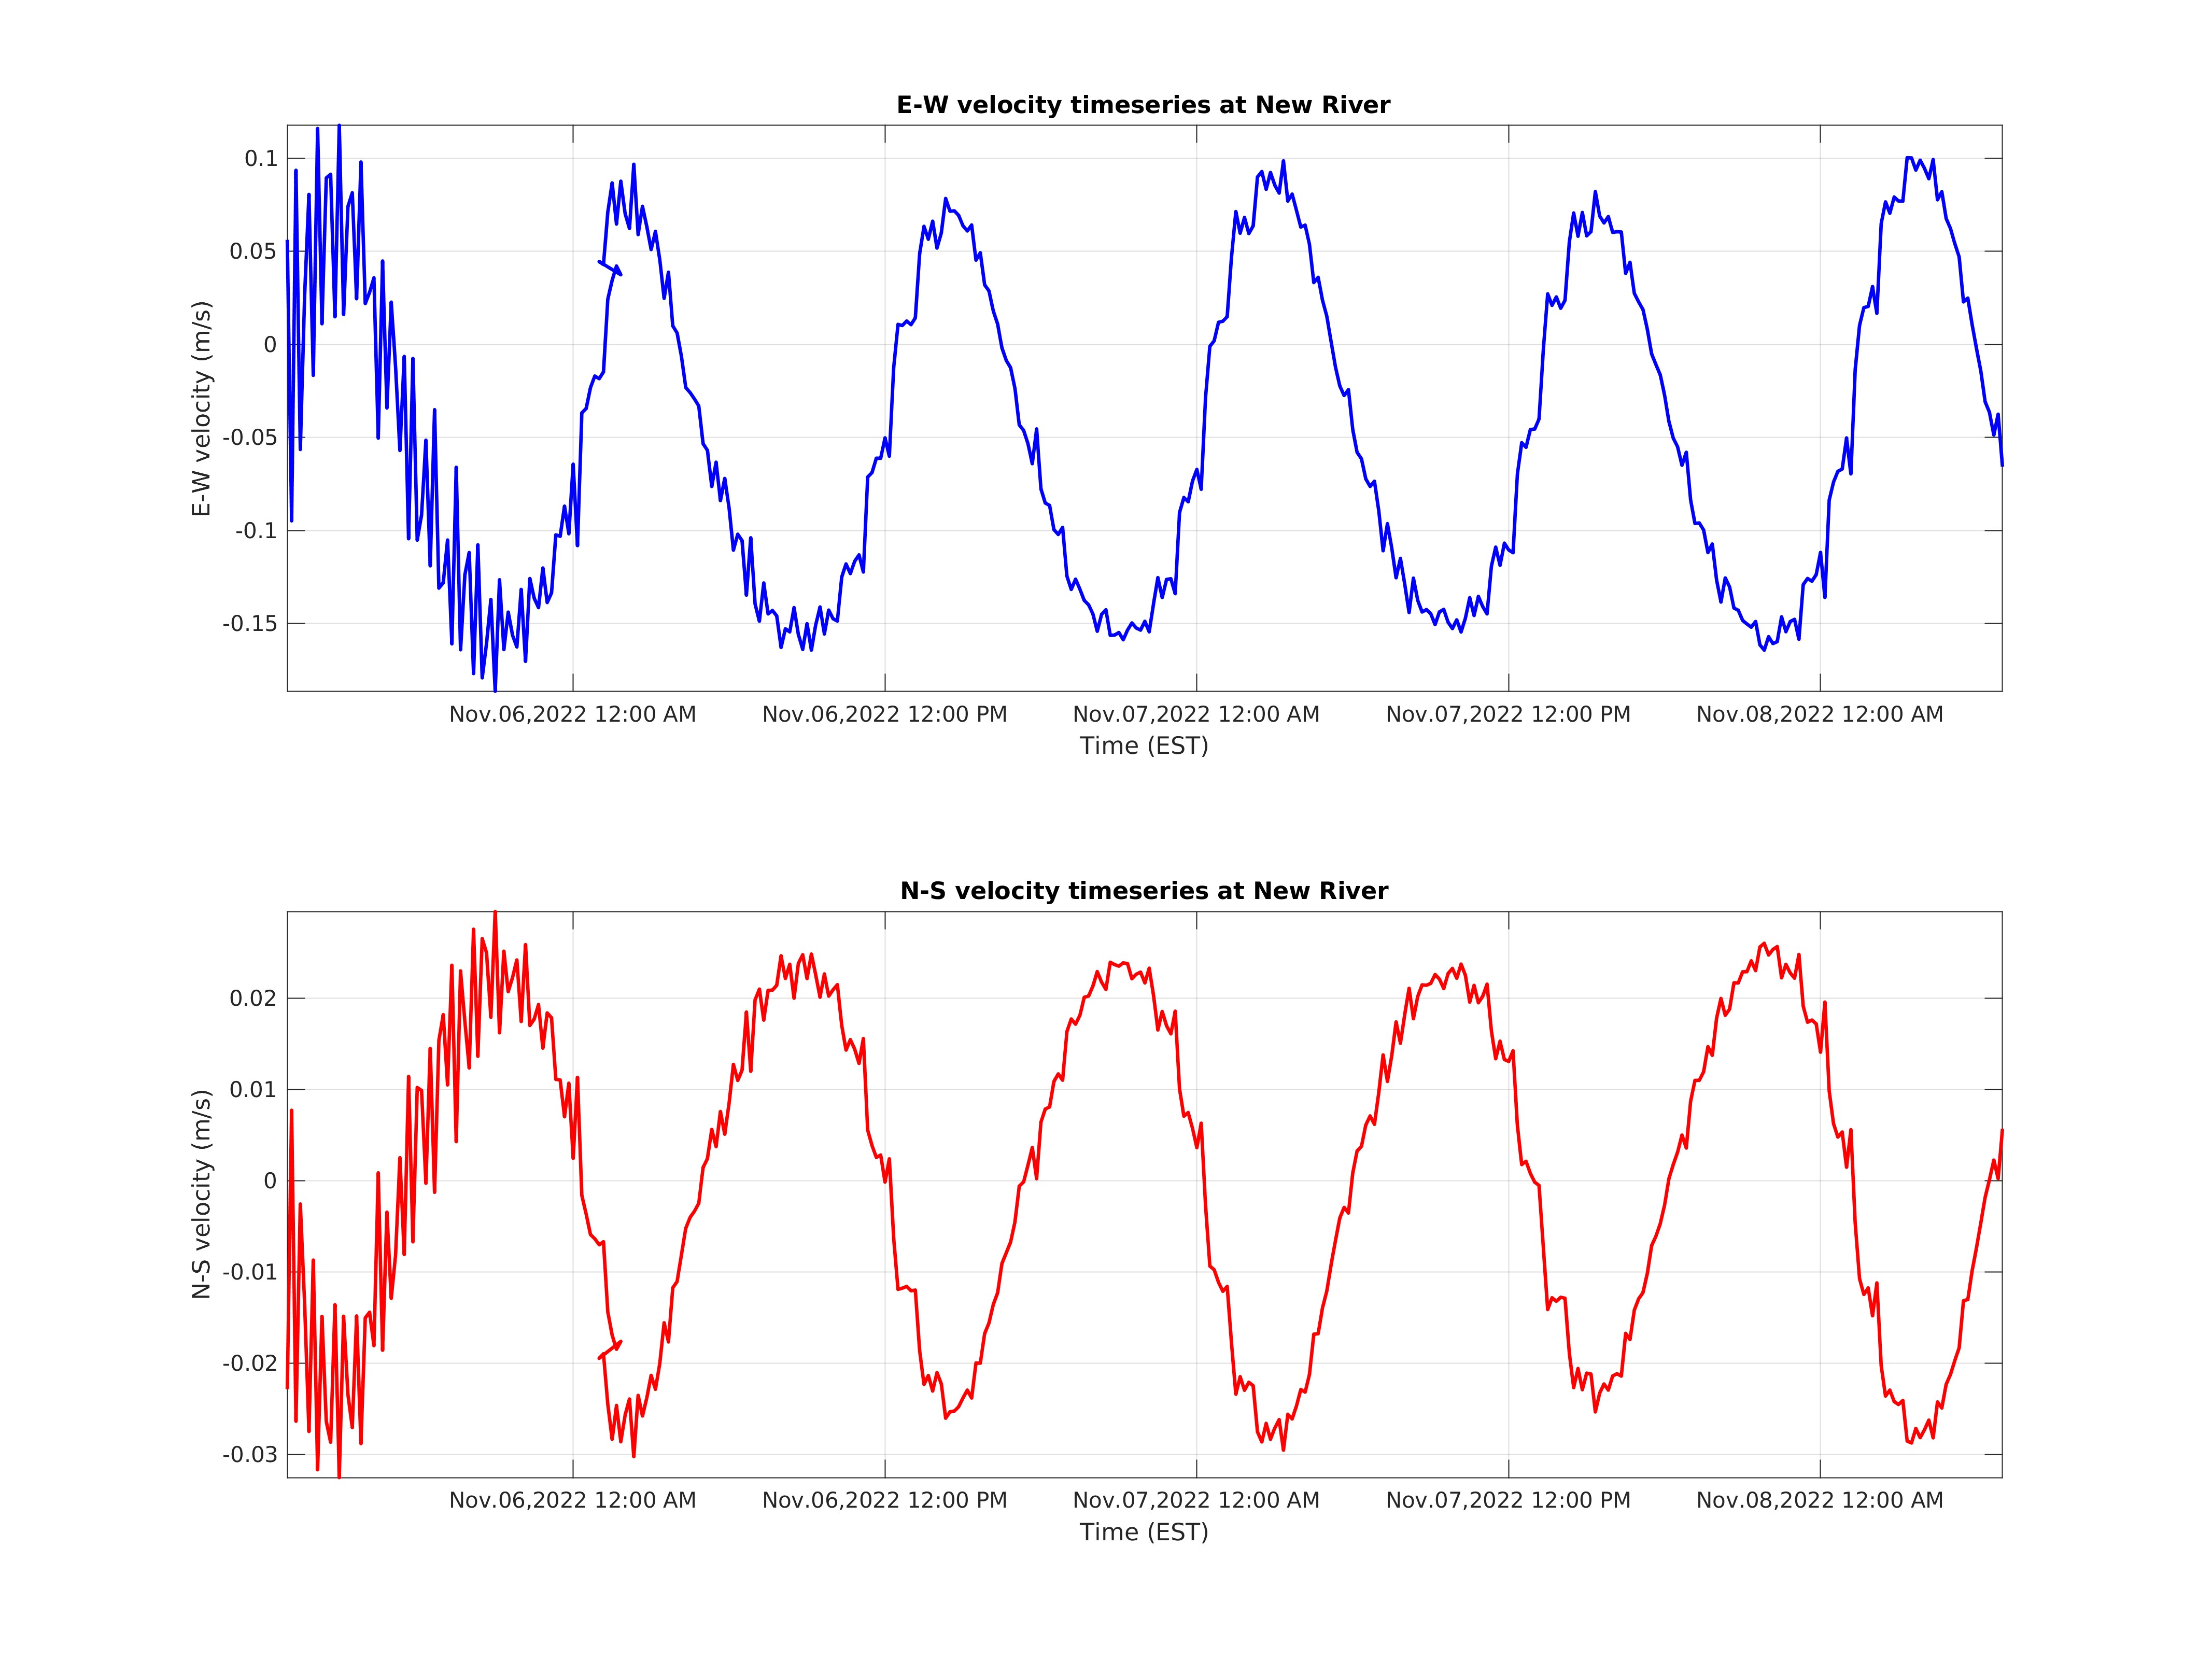 E-W velocity timeseries at New River
E-W velocity (m/s)
0.1
0.05
0
-0.05
-0.1
-0.15
Nov.06,2022 12:00 AM
Nov.06,2022 12:00 PM
Nov.07,2022 12:00 AM
Nov.07,2022 12:00 PM
Nov.08,2022 12:00 AM
Time (EST)
N-S velocity timeseries at New River
N-S velocity (m/s)
0.02
0.01
0
-0.01
-0.02
-0.03
Nov.06,2022 12:00 AM
Nov.06,2022 12:00 PM
Nov.07,2022 12:00 AM
Nov.07,2022 12:00 PM
Nov.08,2022 12:00 AM
Time (EST)